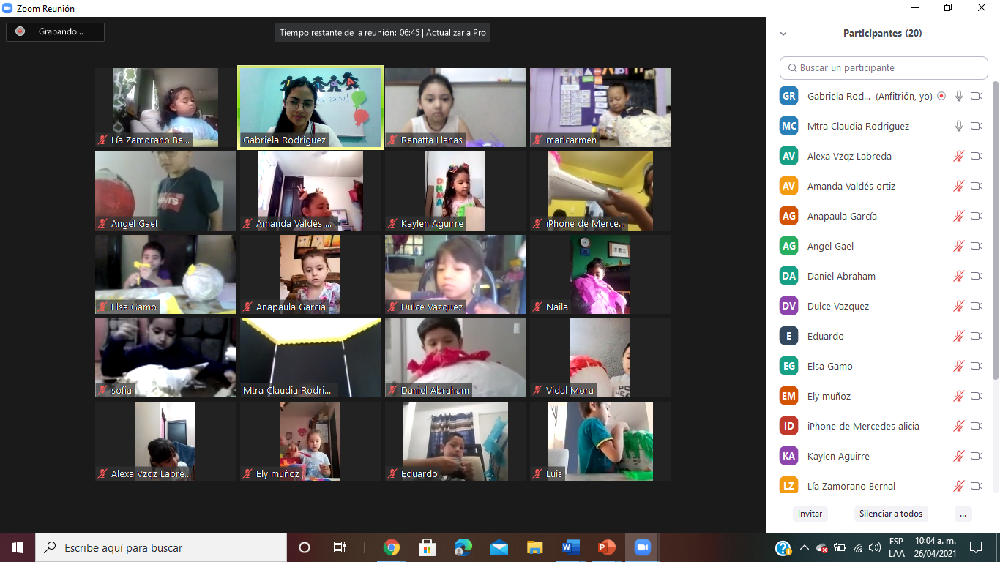 Zoom Reunión
Grabando...
Tiempo restante de la reunión: 06:45 | Actualizar a Pro
Lía Zamorano Be...
Gabriela Rodriguez
Renatta Llanas
maricarmen
Angel Gael
LEVI'S
Amanda Valdés ...
Kaylen Aguirre
iPhone de Merce...
Elsa Gamo
Anapaula García
Dulce Vazquez
Naila
sofia
Mtra Claudia Rodri...
Daniel Abraham
Vidal Mora
Alexa Vzqz Labre...
Ely muñoz
Eduardo
Luis
Participantes (20)
Buscar un participante
GR Gabriela Rod... (Anfitrión, yo)
MC Mtra Claudia Rodriguez
AV Alexa Vzqz Labreda
AV Amanda Valdés ortiz
AG Anapaula García
AG Angel Gael
DA Daniel Abraham
DV Dulce Vazquez
E Eduardo
EG Elsa Gamo
EM Ely muñoz
ID iPhone de Mercedes alicia
KA Kaylen Aguirre
LZ Lía Zamorano Bernal
Invitar
Silenciar a todos
...
Escribe aquí para buscar
ESP
LAA
10:04 a. m.
26/04/2021